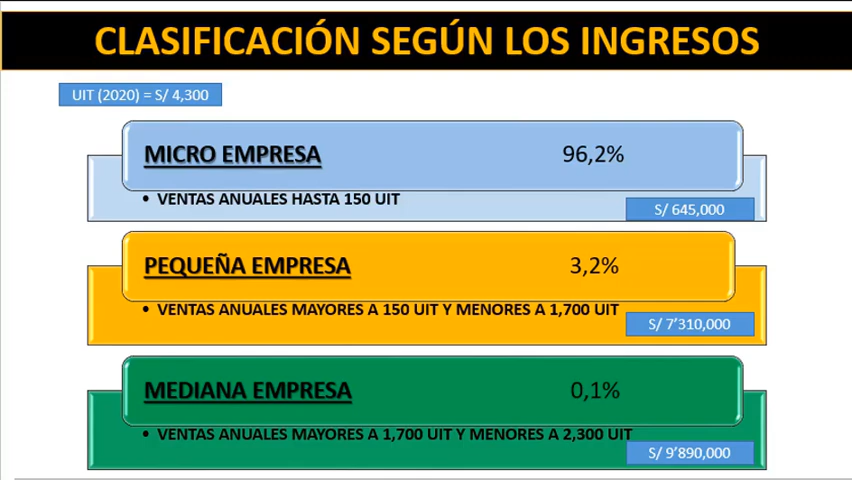 CLASIFICACIÓN SEGÚN LOS INGRESOS
UIT (2020) = S/ 4,300
MICRO EMPRESA 96,2%
• VENTAS ANUALES HASTA 150 UIT
S/ 645,000
PEQUEÑA EMPRESA 3,2%
• VENTAS ANUALES MAYORES A 150 UIT Y MENORES A 1,700 UIT
S/ 7’310,000
MEDIANA EMPRESA 0,1%
• VENTAS ANUALES MAYORES A 1,700 UIT Y MENORES A 2,300 UIT
S/ 9’890,000